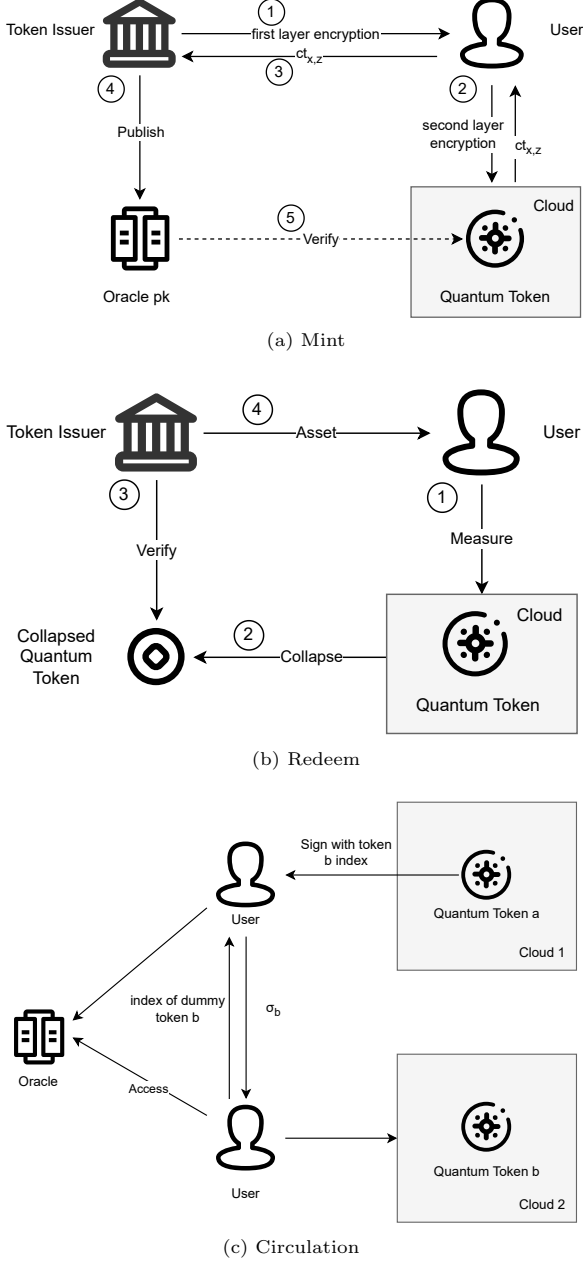 1
Token Issuer
first layer encryption
User
ct_{x,z}
3
4
2
Publish
second layer
encryption
ct_{x,z}
Cloud
5
Verify
Oracle pk
Quantum Token
(a) Mint
4
Token Issuer
Asset
User
3
1
Verify
Measure
Cloud
2
Collapsed
Quantum
Token
Collapse
Quantum Token
(b) Redeem
Sign with token
b index
User
Quantum Token a
Cloud 1
index of dummy
token b
σ_b
Oracle
Access
User
Quantum Token b
Cloud 2
(c) Circulation